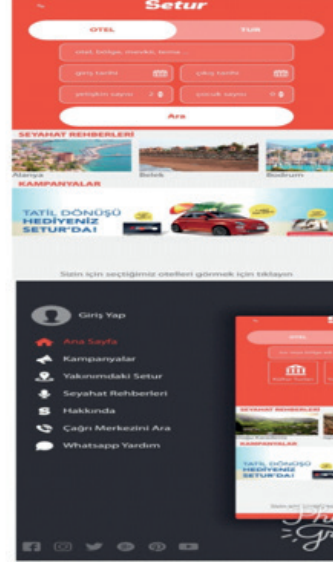 Setur
OTEL TUR
otel, bölge, mevki, tema...
giriş tarihi çıkış tarihi
yetişkin sayısı 2 çocuk sayısı 0
Ara
SEYAHAT REHBERLERİ
Alanya Belek Bodrum
KAMPANYALAR
TATİL DÖNÜŞÜ
HEDİYENİZ
SETUR'DA!
Sizin için seçtiğimiz otelleri görmek için tıklayın
Giriş Yap
Ana Sayfa
Kampanyalar
Yakınımdaki Setur
Seyahat Rehberleri
Hakkında
Çağrı Merkezini Ara
Whatsapp Yardım
OTEL
SEYAHAT REHBERLERİ
KAMPANYALAR
TATİL DÖNÜŞÜ
HEDİYENİZ
SETUR'DA!